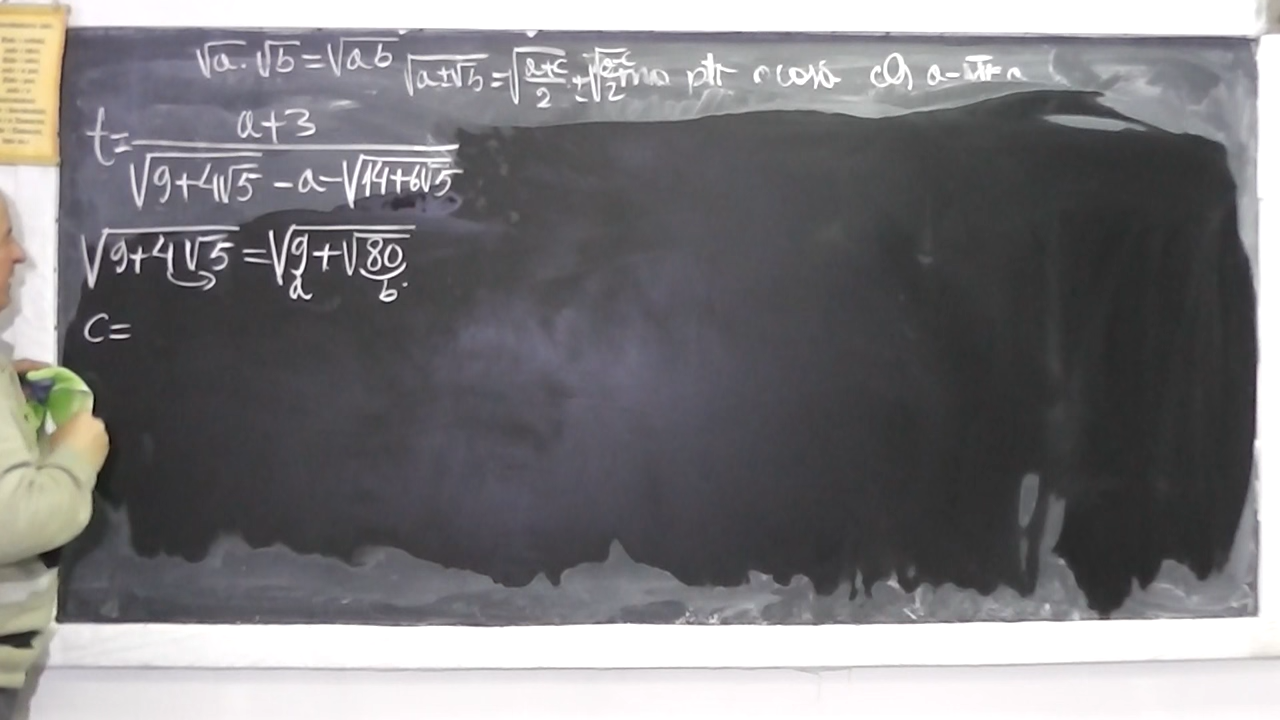 √a · √b = √ab √(a±√b) = √((a+c)/2) ± √((a-c)/2)
t = (a+3)/(√(9+4√5) - a - √(14+6√5))
√(9+4√5) = √(9+√80)
a b
c =